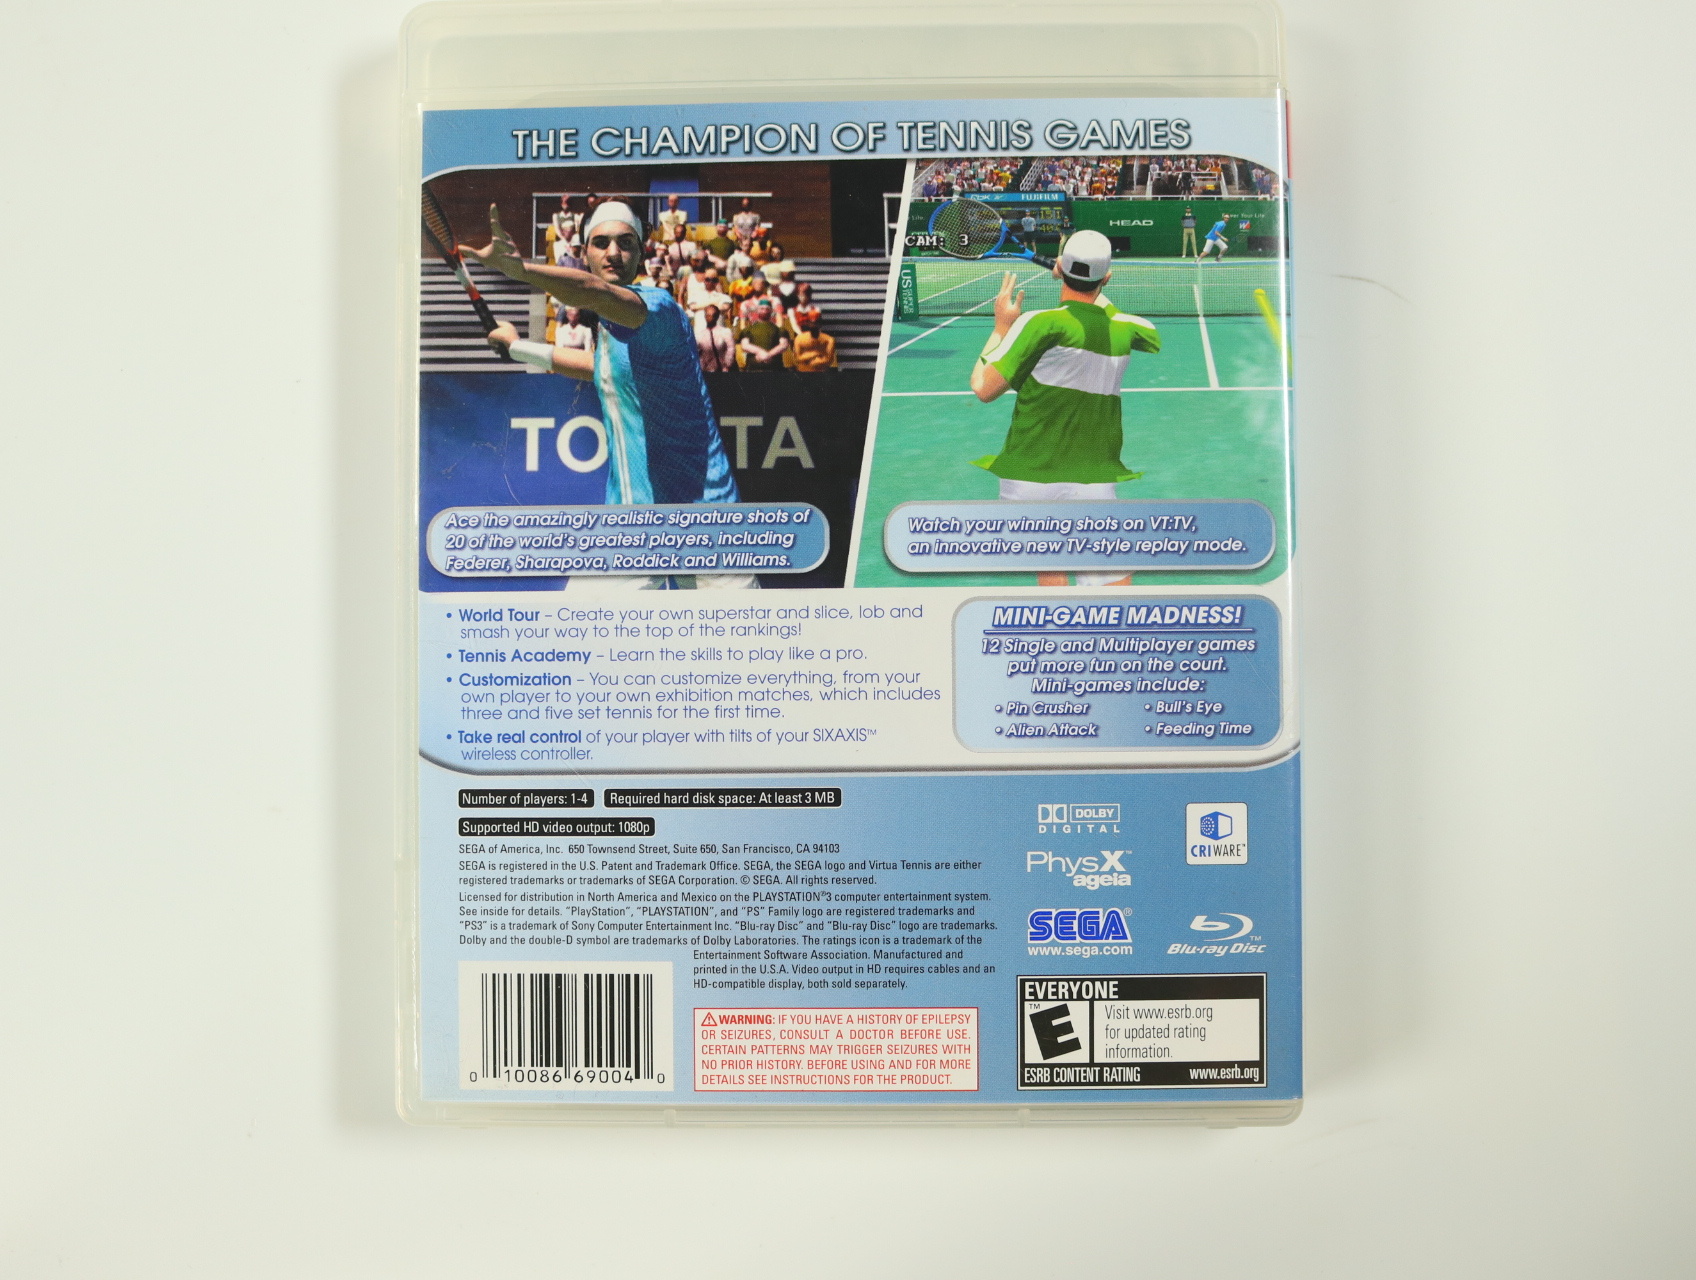 THE CHAMPION OF TENNIS GAMES
FUJIFILM
HEAD
CAM: 3
US
TO TA
Ace the amazingly realistic signature shots of
20 of the world's greatest players, including
Federer, Sharapova, Roddick and Williams.
Watch your winning shots on VT:TV,
an innovative new TV-style replay mode.
• World Tour – Create your own superstar and slice, lob and
smash your way to the top of the rankings!
• Tennis Academy – Learn the skills to play like a pro.
• Customization – You can customize everything, from your
own player to your own exhibition matches, which includes
three and five set tennis for the first time.
• Take real control of your player with tilts of your SIXAXIS™
wireless controller.
MINI-GAME MADNESS!
12 Single and Multiplayer games
put more fun on the court.
Mini-games include:
• Pin Crusher • Bull's Eye
• Alien Attack • Feeding Time
Number of players: 1-4 Required hard disk space: At least 3 MB
Supported HD video output: 1080p
SEGA of America, Inc. 650 Townsend Street, Suite 650, San Francisco, CA 94103
SEGA is registered in the U.S. Patent and Trademark Office. SEGA, the SEGA logo and Virtua Tennis are either
registered trademarks or trademarks of SEGA Corporation. © SEGA. All rights reserved.
Licensed for distribution in North America and Mexico on the PLAYSTATION®3 computer entertainment system.
See inside for details. "PlayStation", "PLAYSTATION", and "PS" Family logo are registered trademarks and
"PS3" is a trademark of Sony Computer Entertainment Inc. "Blu-ray Disc" and "Blu-ray Disc" logo are trademarks.
Dolby and the double-D symbol are trademarks of Dolby Laboratories. The ratings icon is a trademark of the
Entertainment Software Association. Manufactured and
printed in the U.S.A. Video output in HD requires cables and an
HD-compatible display, both sold separately.
DOLBY
DIGITAL
CRIWARE™
PhysX™
ageia
SEGA®
www.sega.com
Blu-ray Disc™
0 10086 69004 0
WARNING: IF YOU HAVE A HISTORY OF EPILEPSY
OR SEIZURES, CONSULT A DOCTOR BEFORE USE.
CERTAIN PATTERNS MAY TRIGGER SEIZURES WITH
NO PRIOR HISTORY. BEFORE USING AND FOR MORE
DETAILS SEE INSTRUCTIONS FOR THE PRODUCT.
EVERYONE
™
E
Visit www.esrb.org
for updated rating
information.
ESRB CONTENT RATING www.esrb.org